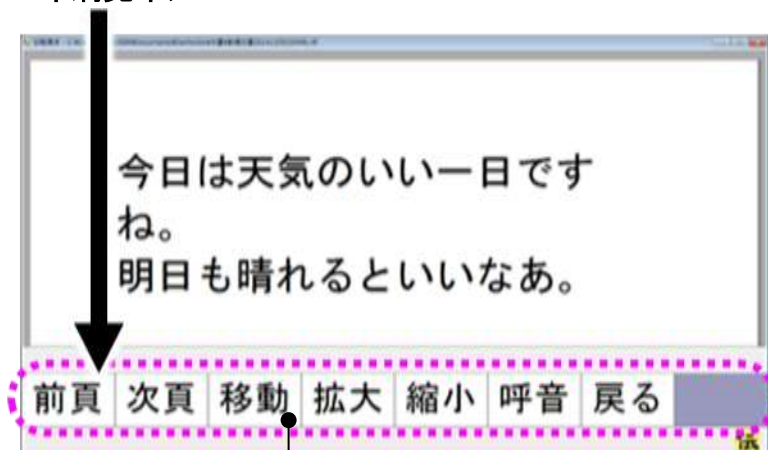 今日は天気のいい一日です
ね。
明日も晴れるといいなあ。
前頁 次頁 移動 拡大 縮小 呼音 戻る